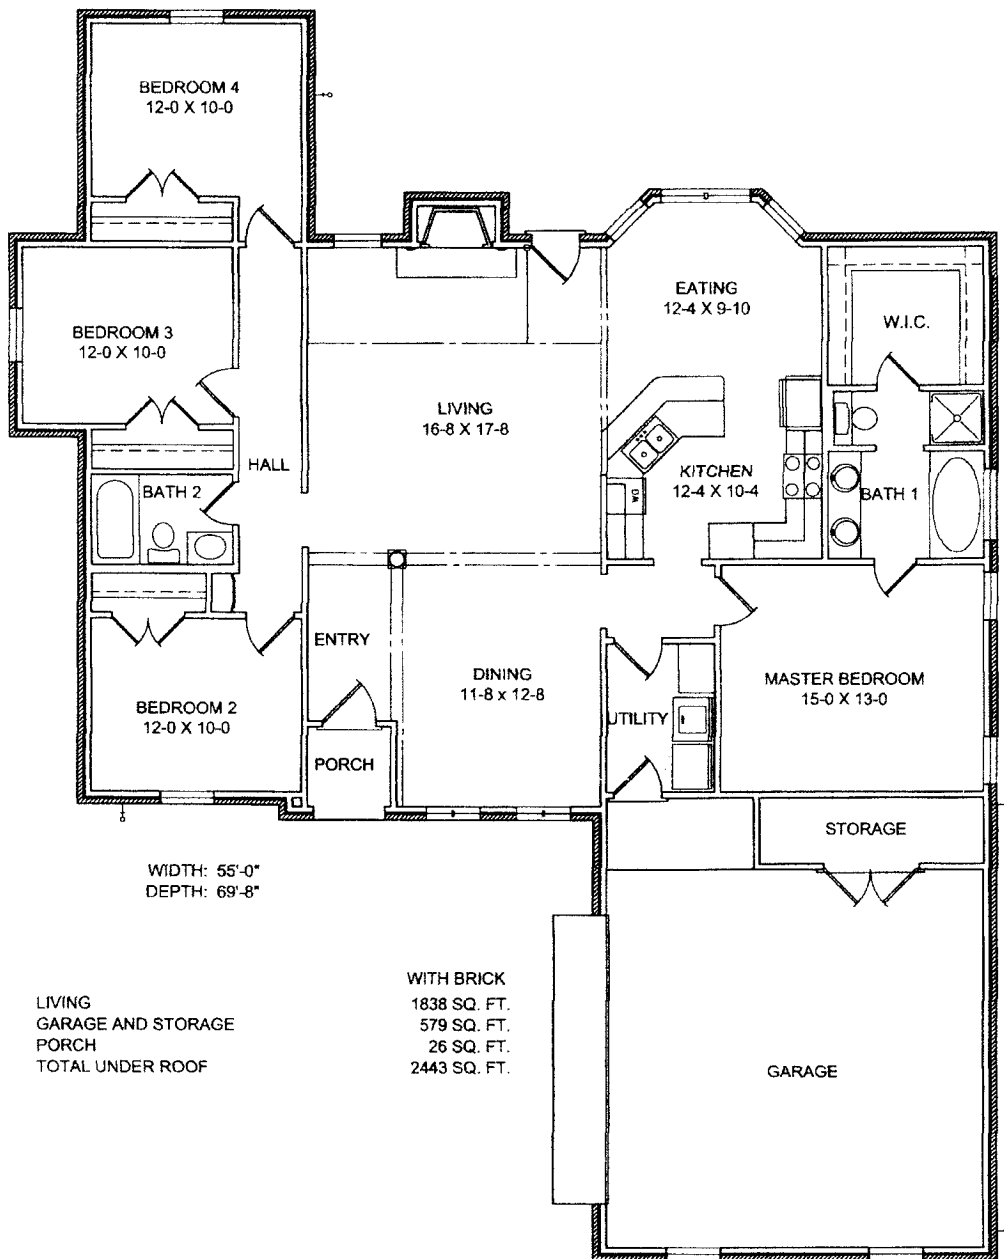 BEDROOM 4
12-0 X 10-0
EATING
12-4 X 9-10
W.I.C.
BEDROOM 3
12-0 X 10-0
LIVING
16-8 X 17-8
HALL
KITCHEN
12-4 X 10-4
BATH 2
DW
BATH 1
ENTRY
DINING
11-8 x 12-8
MASTER BEDROOM
15-0 X 13-0
BEDROOM 2
12-0 X 10-0
UTILITY
PORCH
STORAGE
WIDTH: 55'-0"
DEPTH: 69'-8"
WITH BRICK
LIVING 1838 SQ. FT.
GARAGE AND STORAGE 579 SQ. FT.
PORCH 26 SQ. FT.
TOTAL UNDER ROOF 2443 SQ. FT.
GARAGE